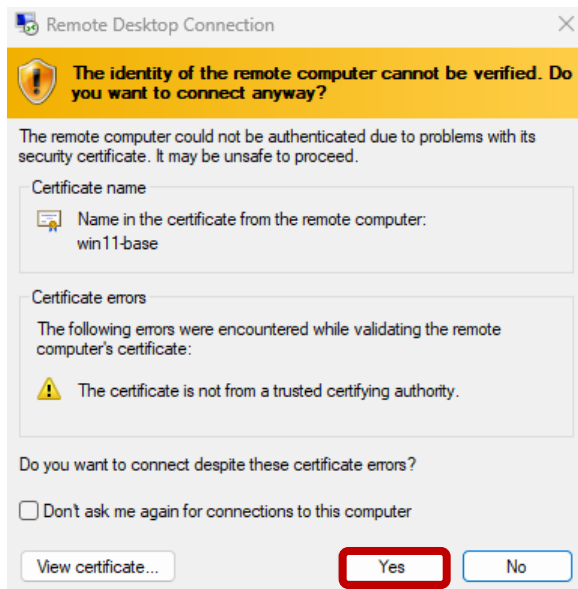 Remote Desktop Connection
The identity of the remote computer cannot be verified. Do
you want to connect anyway?
The remote computer could not be authenticated due to problems with its
security certificate. It may be unsafe to proceed.
Certificate name
Name in the certificate from the remote computer:
win11-base
Certificate errors
The following errors were encountered while validating the remote
computer's certificate:
The certificate is not from a trusted certifying authority.
Do you want to connect despite these certificate errors?
Don't ask me again for connections to this computer
View certificate... Yes No